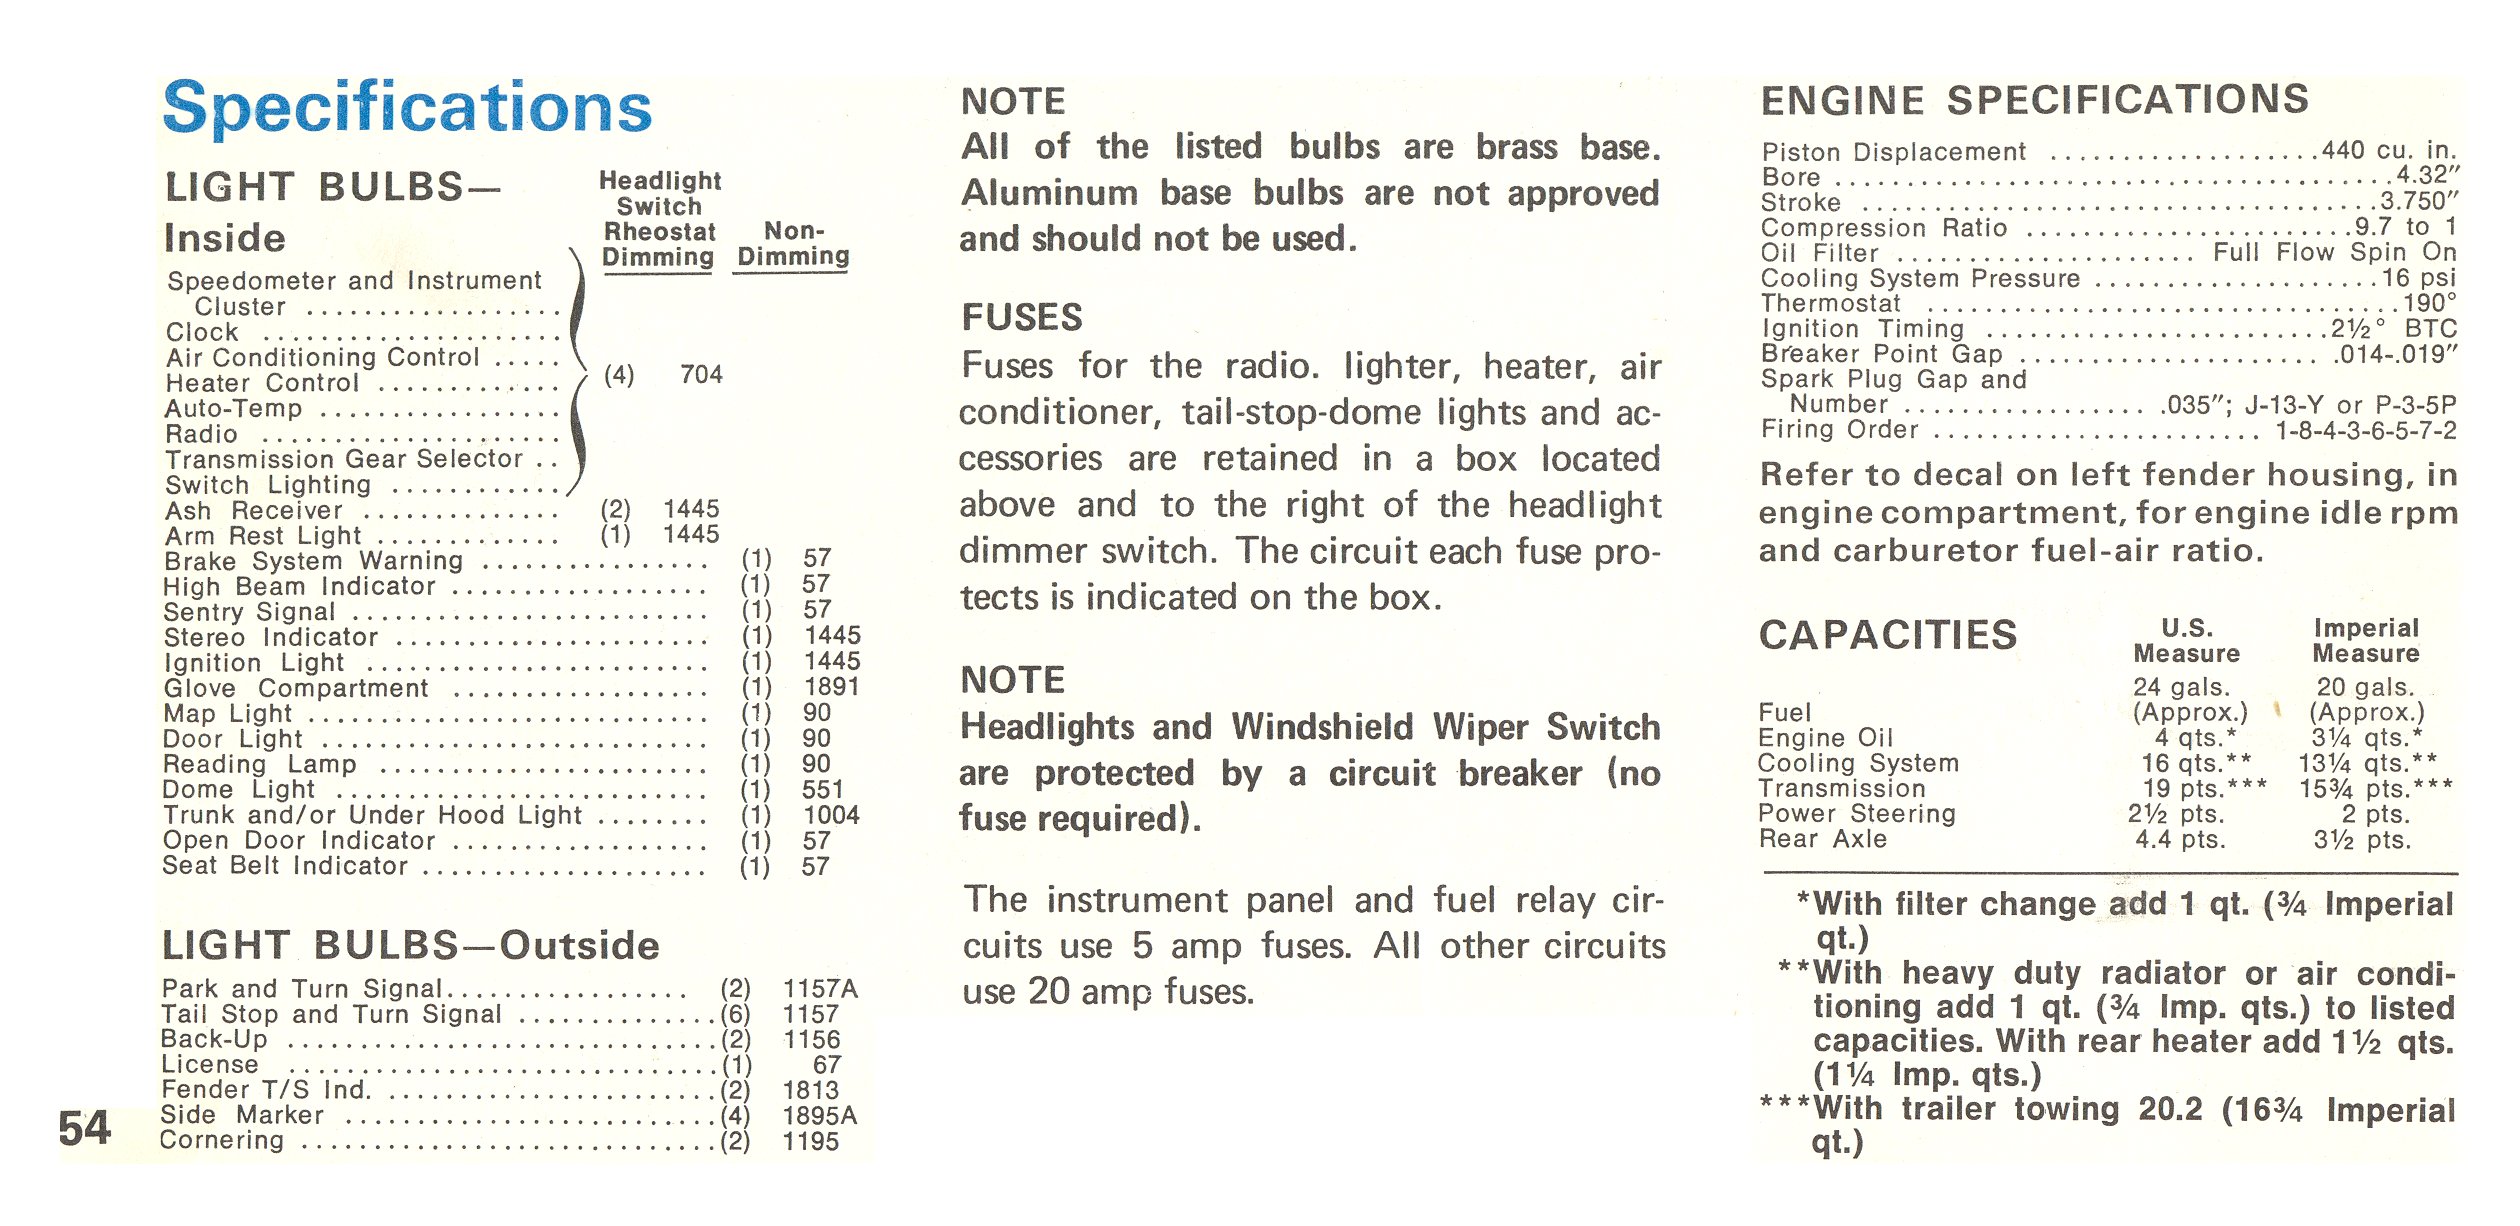 Specifications
LIGHT BULBS—
Inside
Headlight
Switch
Rheostat
Dimming
Non-
Dimming
Speedometer and Instrument
Cluster ..................
Clock .....................
Air Conditioning Control .....
Heater Control .............
Auto-Temp .................
Radio .....................
Transmission Gear Selector ..
Switch Lighting ............
(4) 704
Ash Receiver .............. (2) 1445
Arm Rest Light ............. (1) 1445
Brake System Warning ................ (1) 57
High Beam Indicator .................. (1) 57
Sentry Signal ......................... (1) 57
Stereo Indicator ...................... (1) 1445
Ignition Light ........................ (1) 1445
Glove Compartment .................. (1) 1891
Map Light ............................ (1) 90
Door Light ........................... (1) 90
Reading Lamp ....................... (1) 90
Dome Light .......................... (1) 551
Trunk and/or Under Hood Light ........ (1) 1004
Open Door Indicator .................. (1) 57
Seat Belt Indicator .................... (1) 57
LIGHT BULBS—Outside
Park and Turn Signal................. (2) 1157A
Tail Stop and Turn Signal ..............(6) 1157
Back-Up ..............................(2) 1156
License ..............................(1) 67
Fender T/S Ind. .......................(2) 1813
Side Marker ..........................(4) 1895A
Cornering .............................(2) 1195
54
NOTE
All of the listed bulbs are brass base.
Aluminum base bulbs are not approved
and should not be used.
FUSES
Fuses for the radio. lighter, heater, air
conditioner, tail-stop-dome lights and ac-
cessories are retained in a box located
above and to the right of the headlight
dimmer switch. The circuit each fuse pro-
tects is indicated on the box.
NOTE
Headlights and Windshield Wiper Switch
are protected by a circuit breaker (no
fuse required).
The instrument panel and fuel relay cir-
cuits use 5 amp fuses. All other circuits
use 20 amp fuses.
ENGINE SPECIFICATIONS
Piston Displacement ...................440 cu. in.
Bore ........................................4.32″
Stroke .....................................3.750″
Compression Ratio .......................9.7 to 1
Oil Filter ..................... Full Flow Spin On
Cooling System Pressure ....................16 psi
Thermostat ..................................190°
Ignition Timing ........................2½° BTC
Breaker Point Gap ......................014-.019″
Spark Plug Gap and
Number ................. .035″; J-13-Y or P-3-5P
Firing Order ....................... 1-8-4-3-6-5-7-2
Refer to decal on left fender housing, in
engine compartment, for engine idle rpm
and carburetor fuel-air ratio.
CAPACITIES
U.S.
Measure
Imperial
Measure
24 gals. 20 gals.
Fuel (Approx.) (Approx.)
Engine Oil 4 qts.* 3¼ qts.*
Cooling System 16 qts.** 13¼ qts.**
Transmission 19 pts.*** 15¾ pts.***
Power Steering 2½ pts. 2 pts.
Rear Axle 4.4 pts. 3½ pts.
*With filter change add 1 qt. (¾ Imperial
qt.)
**With heavy duty radiator or air condi-
tioning add 1 qt. (¾ Imp. qts.) to listed
capacities. With rear heater add 1½ qts.
(1¼ Imp. qts.)
***With trailer towing 20.2 (16¾ Imperial
qt.)